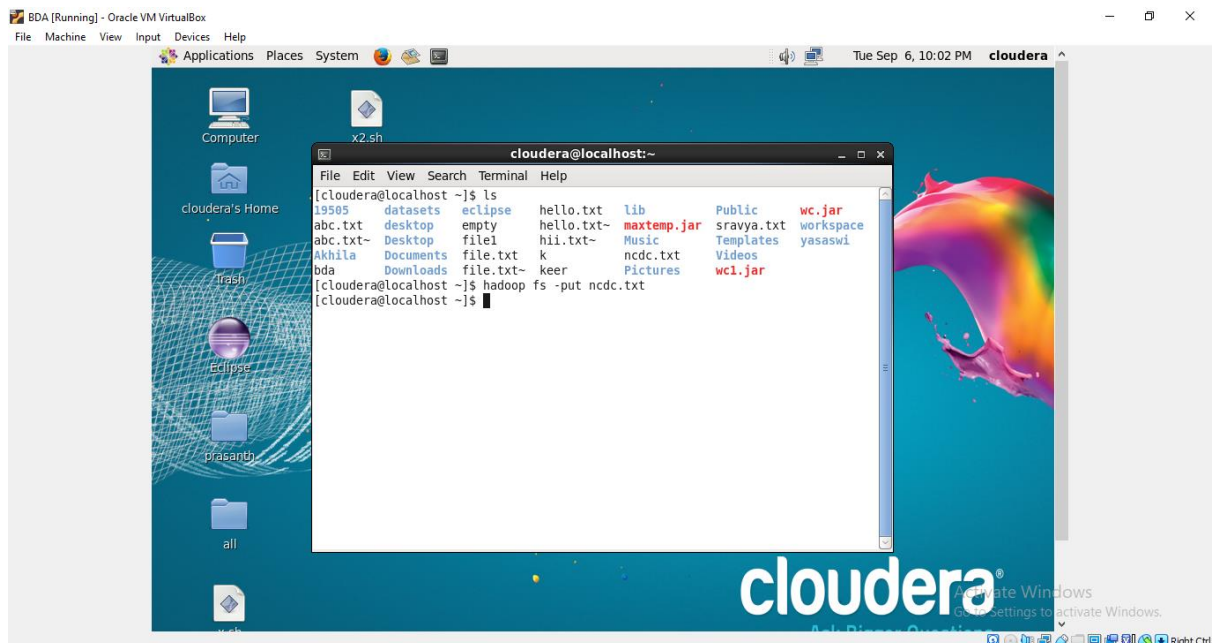 BDA [Running] - Oracle VM VirtualBox
File Machine View Input Devices Help
Applications Places System Tue Sep 6, 10:02 PM cloudera
Computer
x2.sh
cloudera's Home
Trash
Eclipse
prasanth
all
cloudera@localhost:~
File Edit View Search Terminal Help
[cloudera@localhost ~]$ ls
19505 datasets eclipse hello.txt lib Public wc.jar
abc.txt desktop empty hello.txt~ maxtemp.jar sravya.txt workspace
abc.txt~ Desktop file1 hii.txt~ Music Templates yasaswi
Akhila Documents file.txt k ncdc.txt Videos
bda Downloads file.txt~ keer Pictures wc1.jar
[cloudera@localhost ~]$ hadoop fs -put ncdc.txt
[cloudera@localhost ~]$
cloudera®
Activate Windows
Go to Settings to activate Windows.
Right Ctrl